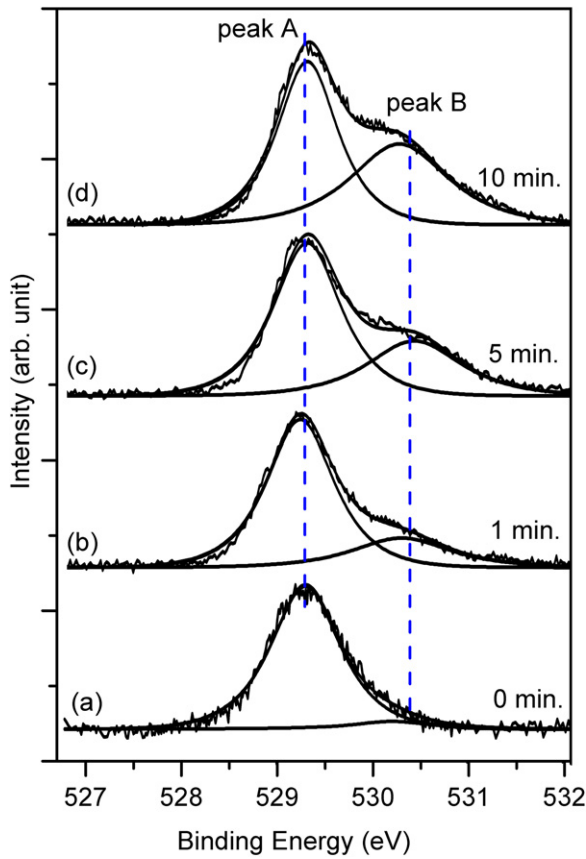 peak A
peak B
(d)
10 min.
(c)
5 min.
(b)
1 min.
(a)
0 min.
Intensity (arb. unit)
527 528 529 530 531 532
Binding Energy (eV)